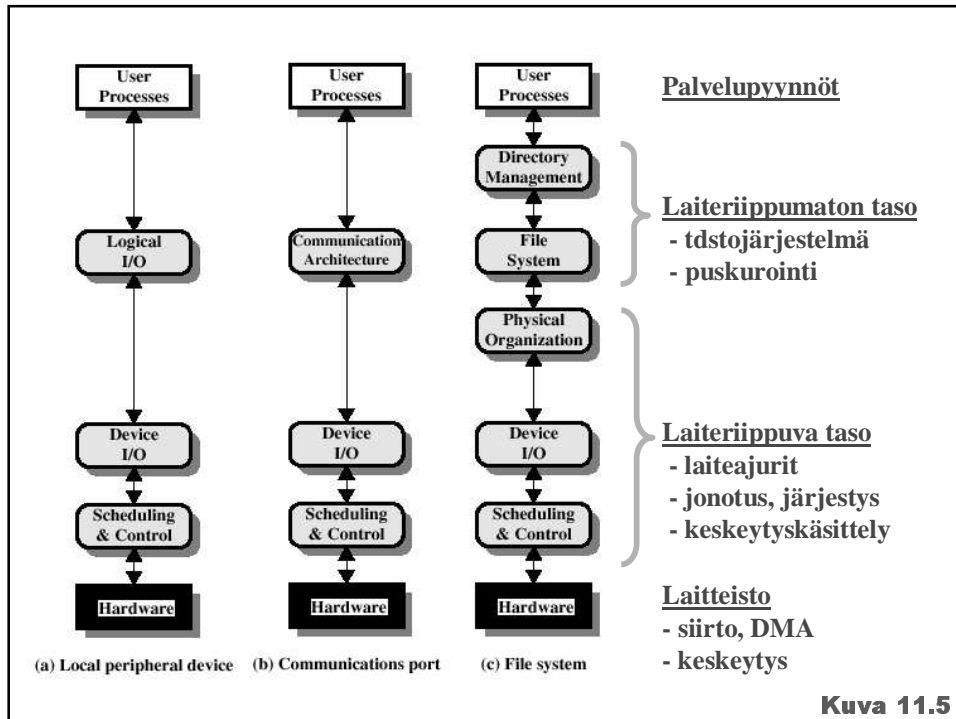 User
Processes
Logical
I/O
Device
I/O
Scheduling
& Control
Hardware
(a) Local peripheral device
User
Processes
Communication
Architecture
Device
I/O
Scheduling
& Control
Hardware
(b) Communications port
User
Processes
Directory
Management
File
System
Physical
Organization
Device
I/O
Scheduling
& Control
Hardware
(c) File system
Palvelupyynnöt
Laiteriippumaton taso
- tdstojärjestelmä
- puskurointi
Laiteriippuva taso
- laiteajurit
- jonotus, järjestys
- keskeytyskäsittely
Laitteisto
- siirto, DMA
- keskeytys
Kuva 11.5